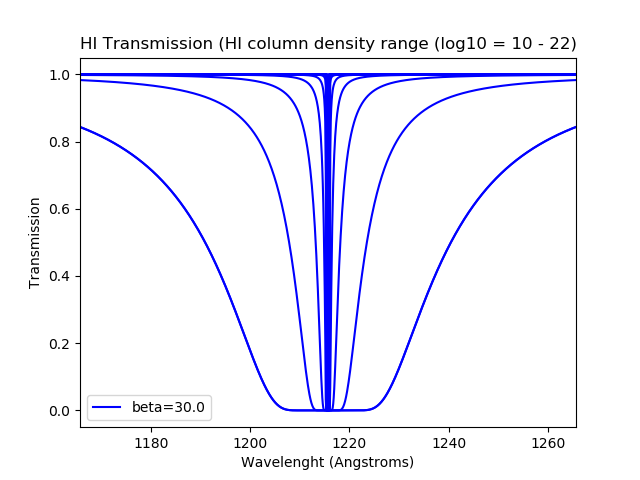 HI Transmission (HI column density range (log10 = 10 - 22)
1.0
0.8
0.6
0.4
0.2
0.0
Transmission
beta=30.0
1180
1200
1220
1240
1260
Wavelenght (Angstroms)